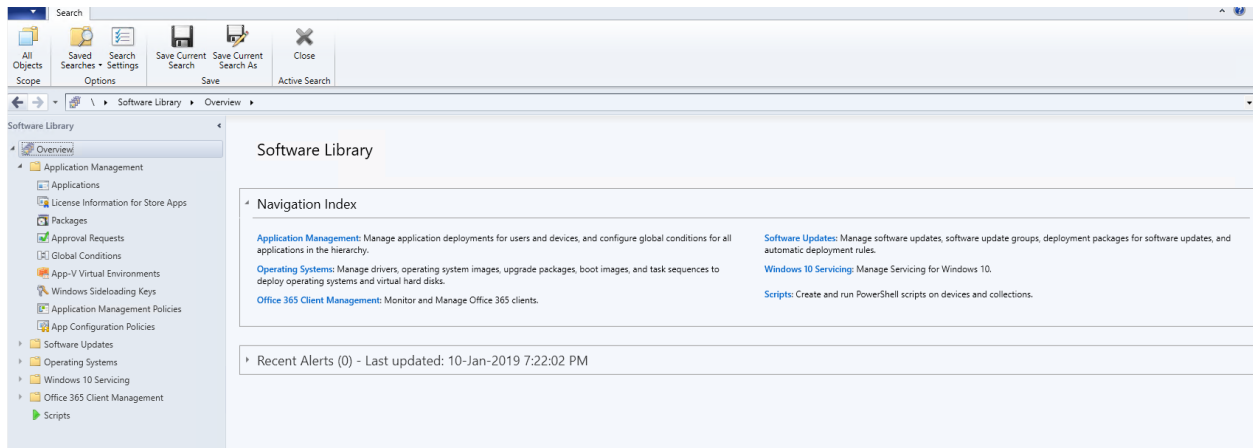 Search
All Objects
Saved Searches
Search Settings
Save Current Search
Save Current Search As
Close
Scope
Options
Save
Active Search
\ Software Library Overview
Software Library
Overview
Application Management
Applications
License Information for Store Apps
Packages
Approval Requests
Global Conditions
App-V Virtual Environments
Windows Sideloading Keys
Application Management Policies
App Configuration Policies
Software Updates
Operating Systems
Windows 10 Servicing
Office 365 Client Management
Scripts
Software Library
Navigation Index
Application Management: Manage application deployments for users and devices, and configure global conditions for all
applications in the hierarchy.
Operating Systems: Manage drivers, operating system images, upgrade packages, boot images, and task sequences to
deploy operating systems and virtual hard disks.
Office 365 Client Management: Monitor and Manage Office 365 clients.
Software Updates: Manage software updates, software update groups, deployment packages for software updates, and
automatic deployment rules.
Windows 10 Servicing: Manage Servicing for Windows 10.
Scripts: Create and run PowerShell scripts on devices and collections.
Recent Alerts (0) - Last updated: 10-Jan-2019 7:22:02 PM